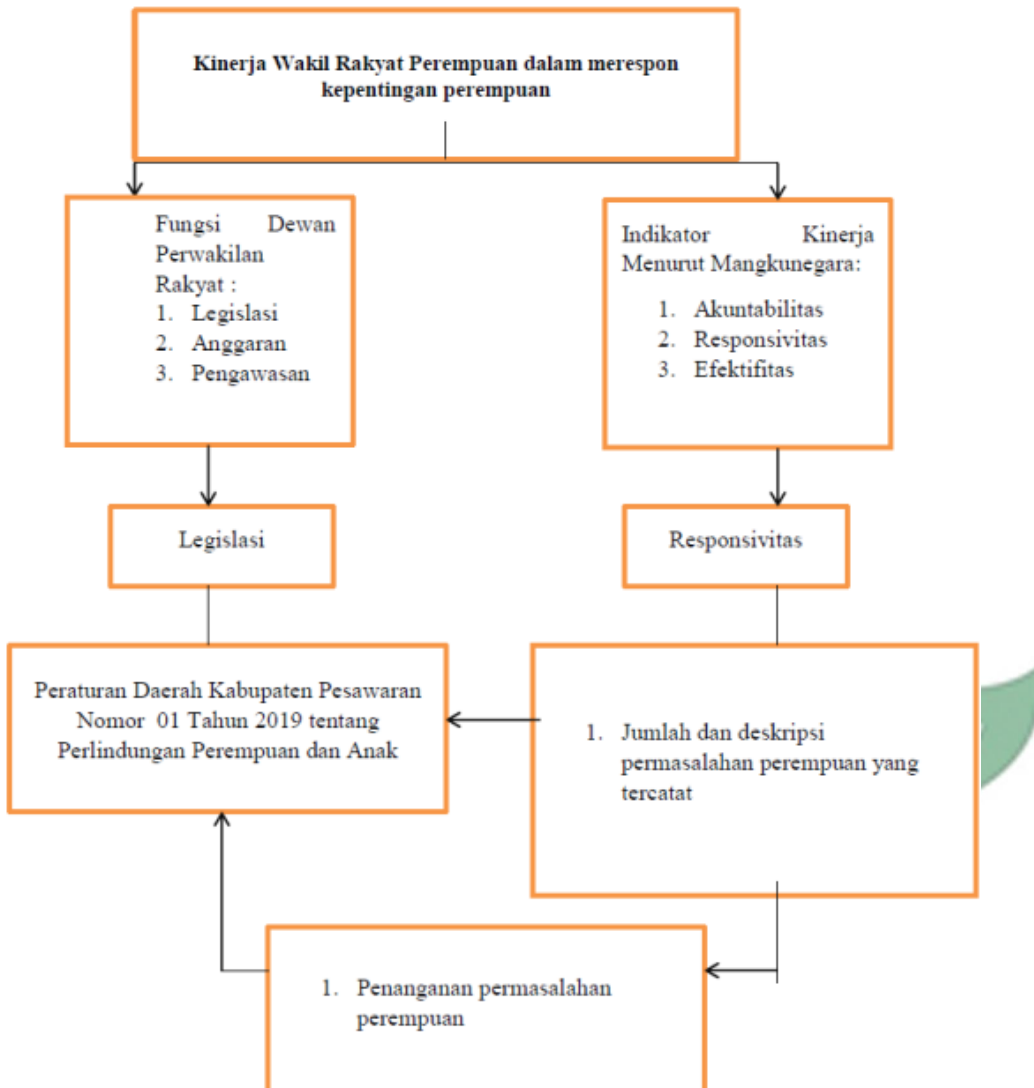 Kinerja Wakil Rakyat Perempuan dalam merespon
kepentingan perempuan
Fungsi Dewan
Perwakilan
Rakyat :
1. Legislasi
2. Anggaran
3. Pengawasan
Indikator Kinerja
Menurut Mangkunegara:
1. Akuntabilitas
2. Responsivitas
3. Efektifitas
Legislasi
Responsivitas
Peraturan Daerah Kabupaten Pesawaran
Nomor 01 Tahun 2019 tentang
Perlindungan Perempuan dan Anak
1. Jumlah dan deskripsi
permasalahan perempuan yang
tercatat
1. Penanganan permasalahan
perempuan